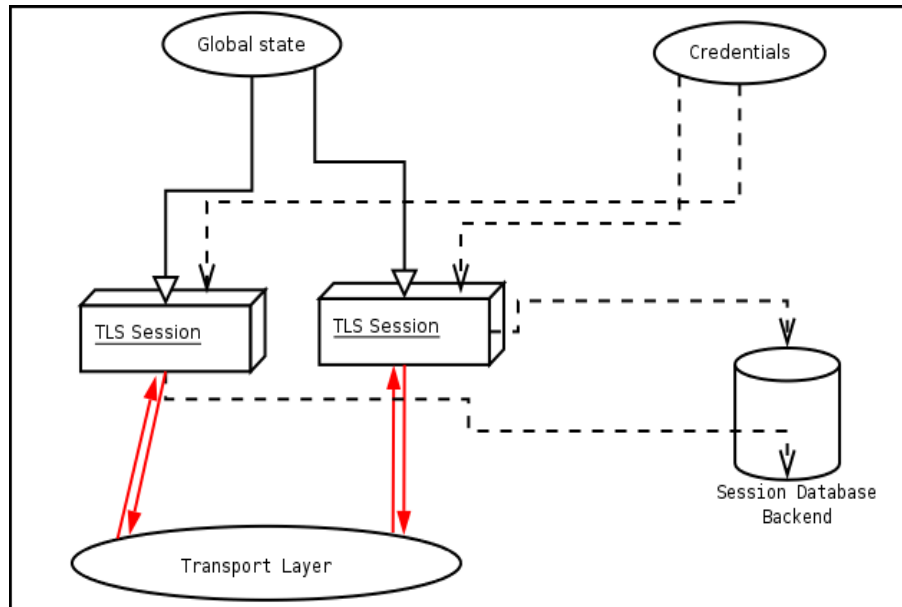 Global state
Credentials
TLS Session
TLS Session
Session Database
Backend
Transport Layer